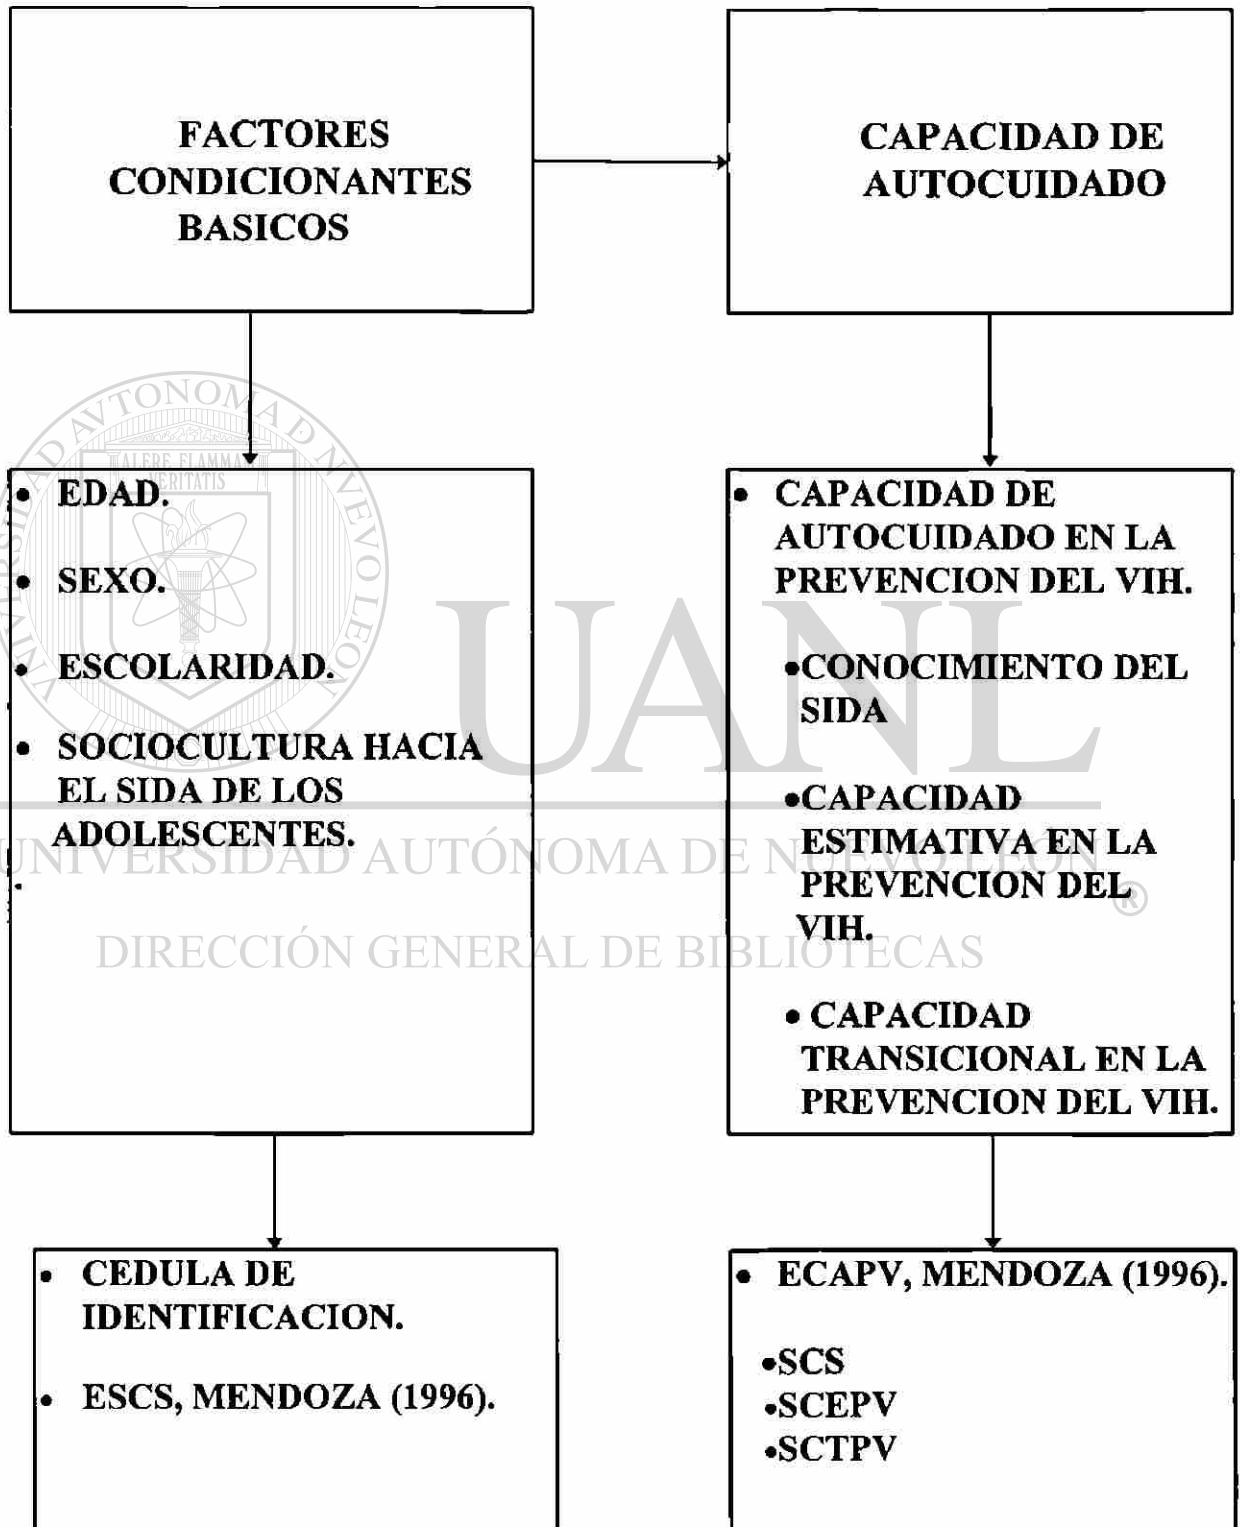 FACTORES
CONDICIONANTES
BASICOS
CAPACIDAD DE
AUTOCUIDADO
• EDAD.
• SEXO.
• ESCOLARIDAD.
• SOCIOCULTURA HACIA
EL SIDA DE LOS
ADOLESCENTES.
• CAPACIDAD DE
AUTOCUIDADO EN LA
PREVENCION DEL VIH.
•CONOCIMIENTO DEL
SIDA
•CAPACIDAD
ESTIMATIVA EN LA
PREVENCION DEL
VIH.
• CAPACIDAD
TRANSICIONAL EN LA
PREVENCION DEL VIH.
• CEDULA DE
IDENTIFICACION.
• ESCS, MENDOZA (1996).
• ECAPV, MENDOZA (1996).
•SCS
•SCEPV
•SCTPV
ALERE FLAMMAM
VERITATIS
UANL
UNIVERSIDAD AUTÓNOMA DE NUEVO LEÓN
®
DIRECCIÓN GENERAL DE BIBLIOTECAS